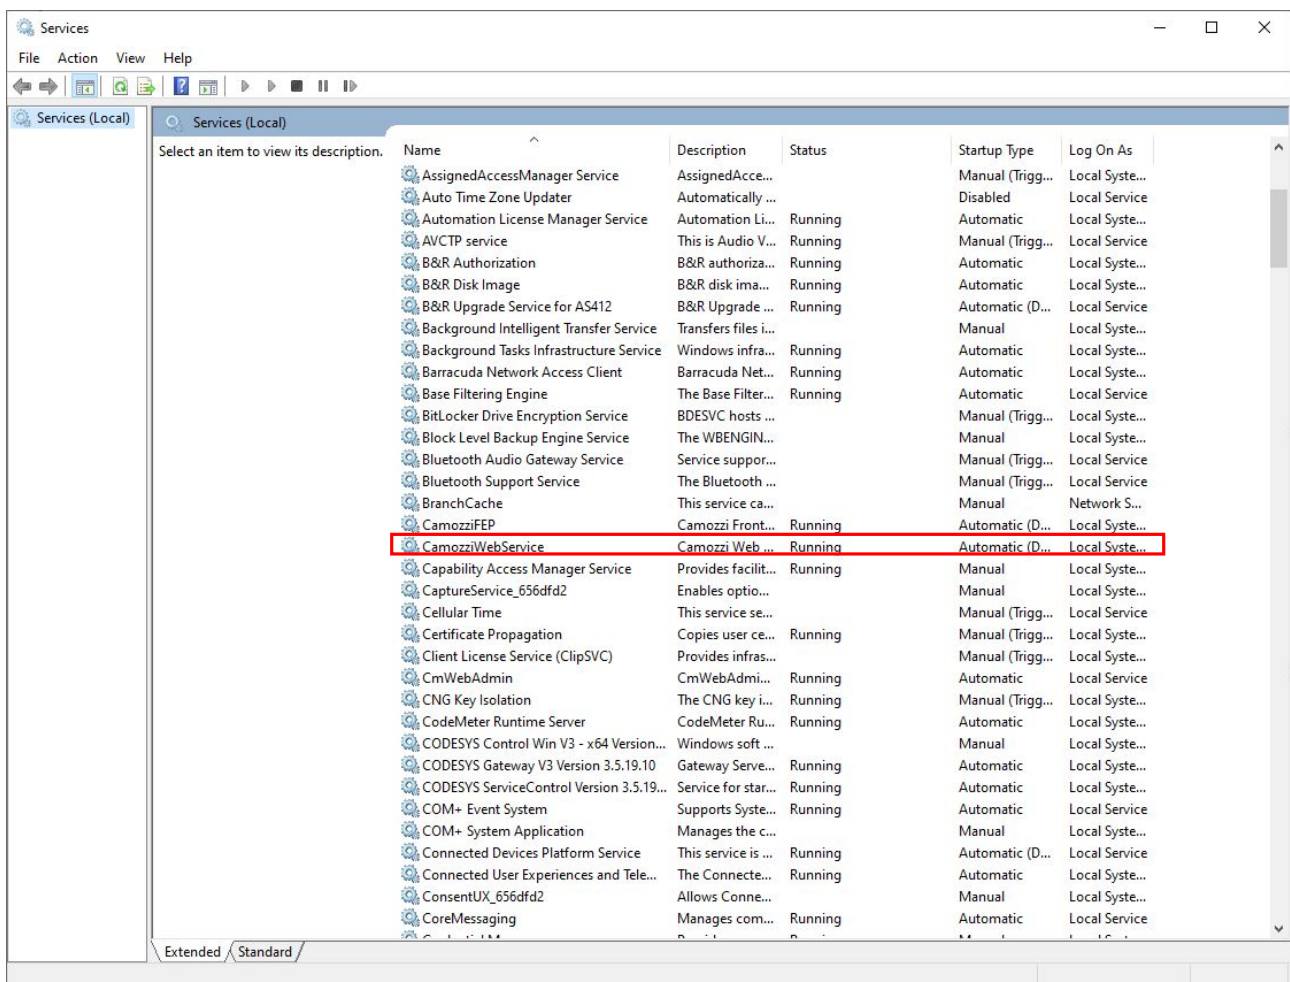 Services
File Action View Help
Services (Local)
Services (Local)
Select an item to view its description.
Name Description Status Startup Type Log On As
AssignedAccessManager Service AssignedAcce... Manual (Trigg... Local Syste...
Auto Time Zone Updater Automatically ... Disabled Local Service
Automation License Manager Service Automation Li... Running Automatic Local Syste...
AVCTP service This is Audio V... Running Manual (Trigg... Local Service
B&R Authorization B&R authoriza... Running Automatic Local Syste...
B&R Disk Image B&R disk ima... Running Automatic Local Syste...
B&R Upgrade Service for AS412 B&R Upgrade ... Running Automatic (D... Local Service
Background Intelligent Transfer Service Transfers files i... Manual Local Syste...
Background Tasks Infrastructure Service Windows infra... Running Automatic Local Syste...
Barracuda Network Access Client Barracuda Net... Running Automatic Local Syste...
Base Filtering Engine The Base Filter... Running Automatic Local Service
BitLocker Drive Encryption Service BDESVC hosts ... Manual (Trigg... Local Syste...
Block Level Backup Engine Service The WBENGIN... Manual Local Syste...
Bluetooth Audio Gateway Service Service suppor... Manual (Trigg... Local Service
Bluetooth Support Service The Bluetooth ... Manual (Trigg... Local Service
BranchCache This service ca... Manual Network S...
CamozziFEP Camozzi Front... Running Automatic (D... Local Syste...
CamozziWebService Camozzi Web ... Running Automatic (D... Local Syste...
Capability Access Manager Service Provides facilit... Running Manual Local Syste...
CaptureService_656dfd2 Enables optio... Manual Local Syste...
Cellular Time This service se... Manual (Trigg... Local Service
Certificate Propagation Copies user ce... Running Manual (Trigg... Local Syste...
Client License Service (ClipSVC) Provides infras... Manual (Trigg... Local Syste...
CmWebAdmin CmWebAdmi... Running Automatic Local Service
CNG Key Isolation The CNG key i... Running Manual (Trigg... Local Syste...
CodeMeter Runtime Server CodeMeter Ru... Running Automatic Local Syste...
CODESYS Control Win V3 - x64 Version... Windows soft ... Manual Local Syste...
CODESYS Gateway V3 Version 3.5.19.10 Gateway Serve... Running Automatic Local Syste...
CODESYS ServiceControl Version 3.5.19... Service for star... Running Automatic Local Syste...
COM+ Event System Supports Syste... Running Automatic Local Service
COM+ System Application Manages the c... Manual Local Syste...
Connected Devices Platform Service This service is ... Running Automatic (D... Local Service
Connected User Experiences and Tele... The Connecte... Running Automatic Local Syste...
ConsentUX_656dfd2 Allows Conne... Manual Local Syste...
CoreMessaging Manages com... Running Automatic Local Service
Extended Standard